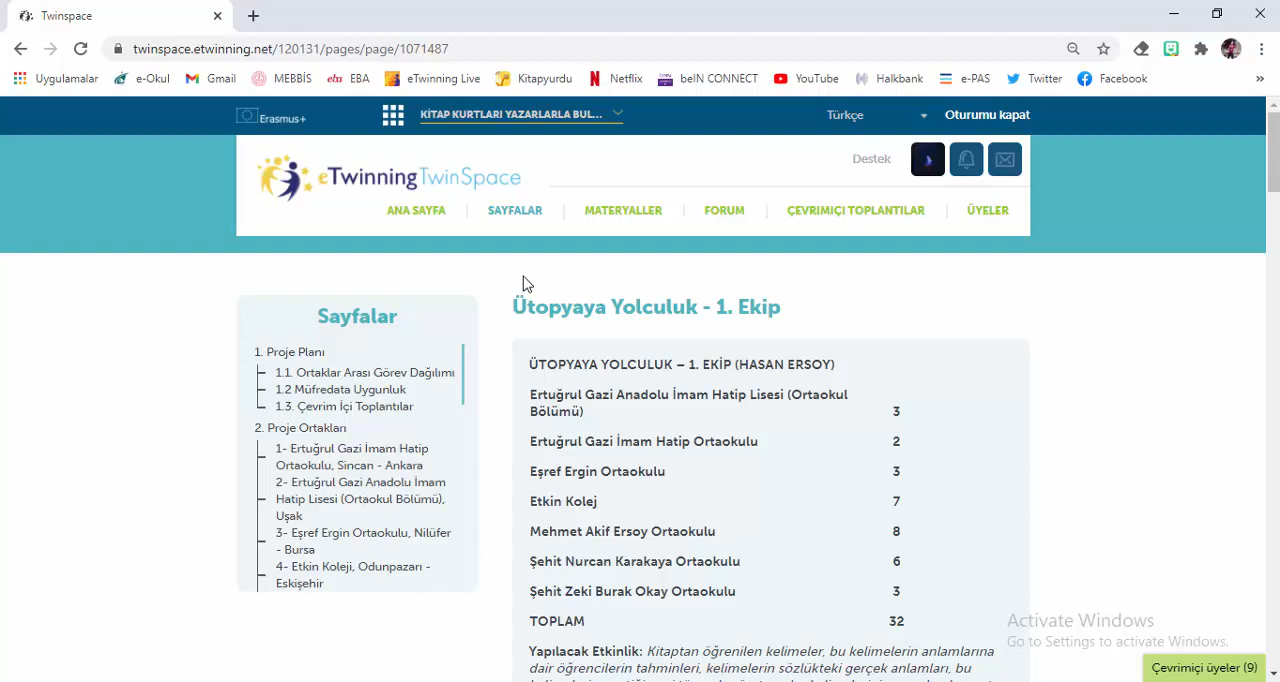 Twinspace
twinspace.etwinning.net/120131/pages/page/1071487
Uygulamalar
e-Okul
Gmail
MEBBİS
eba EBA
eTwinning Live
Kitapyurdu
Netflix
beIN CONNECT
YouTube
Halkbank
e-PAS
Twitter
Facebook
»
Erasmus+
KİTAP KURTLARI YAZARLARLA BUL...
Türkçe
Oturumu kapat
eTwinning TwinSpace
Destek
ANA SAYFA
SAYFALAR
MATERYALLER
FORUM
ÇEVRİMİÇİ TOPLANTILAR
ÜYELER
Sayfalar
1. Proje Planı
1.1. Ortaklar Arası Görev Dağılımı
1.2 Müfredata Uygunluk
1.3. Çevrim İçi Toplantılar
2. Proje Ortakları
1- Ertuğrul Gazi İmam Hatip
Ortaokulu, Sincan - Ankara
2- Ertuğrul Gazi Anadolu İmam
Hatip Lisesi (Ortaokul Bölümü),
Uşak
3- Eşref Ergin Ortaokulu, Nilüfer
- Bursa
4- Etkin Koleji, Odunpazarı -
Eskişehir
Ütopyaya Yolculuk - 1. Ekip
ÜTOPYAYA YOLCULUK – 1. EKİP (HASAN ERSOY)
Ertuğrul Gazi Anadolu İmam Hatip Lisesi (Ortaokul
Bölümü) 3
Ertuğrul Gazi İmam Hatip Ortaokulu 2
Eşref Ergin Ortaokulu 3
Etkin Kolej 7
Mehmet Akif Ersoy Ortaokulu 8
Şehit Nurcan Karakaya Ortaokulu 6
Şehit Zeki Burak Okay Ortaokulu 3
TOPLAM 32
Yapılacak Etkinlik: Kitaptan öğrenilen kelimeler, bu kelimelerin anlamlarına
dair öğrencilerin tahminleri, kelimelerin sözlükteki gerçek anlamları, bu
Activate Windows
Go to Settings to activate Windows.
Çevrimiçi üyeler (9)